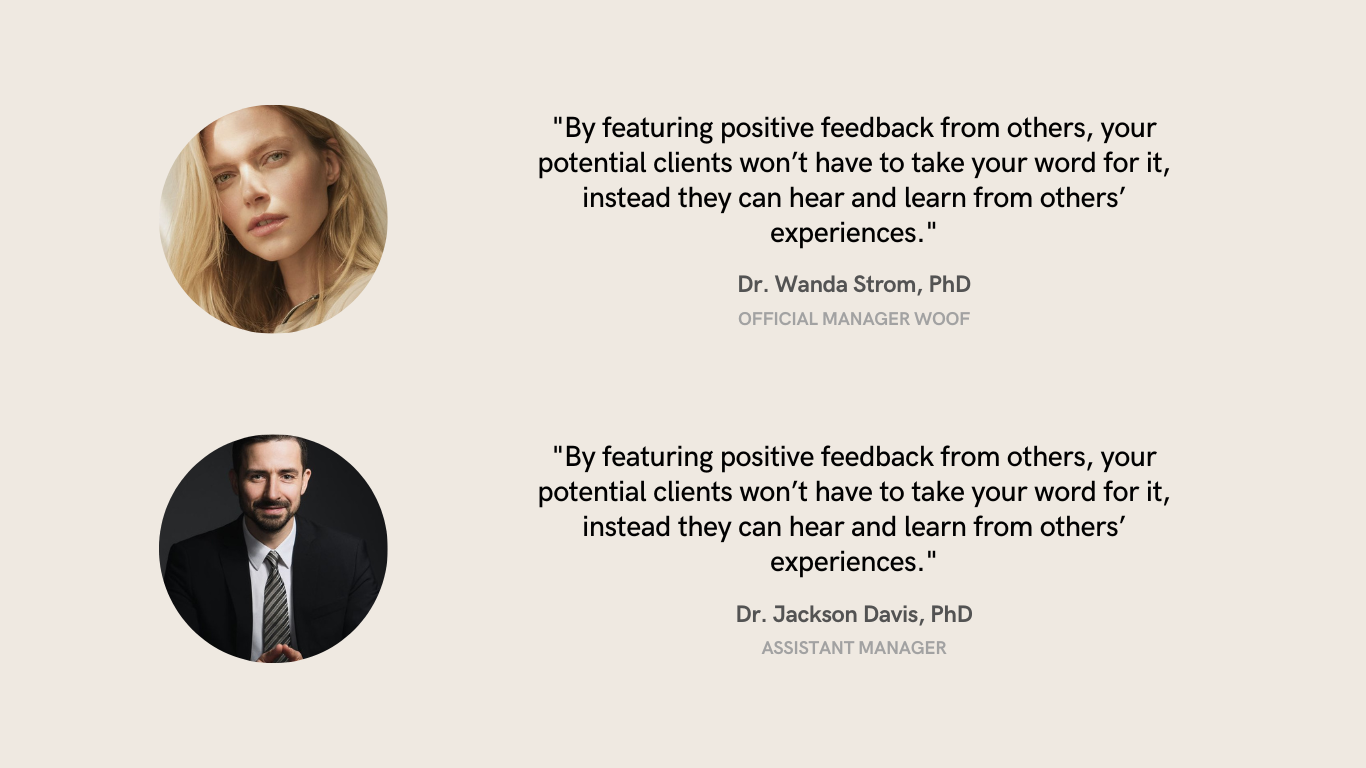 "By featuring positive feedback from others, your
potential clients won’t have to take your word for it,
instead they can hear and learn from others’
experiences."
Dr. Wanda Strom, PhD
OFFICIAL MANAGER WOOF
"By featuring positive feedback from others, your
potential clients won’t have to take your word for it,
instead they can hear and learn from others’
experiences."
Dr. Jackson Davis, PhD
ASSISTANT MANAGER